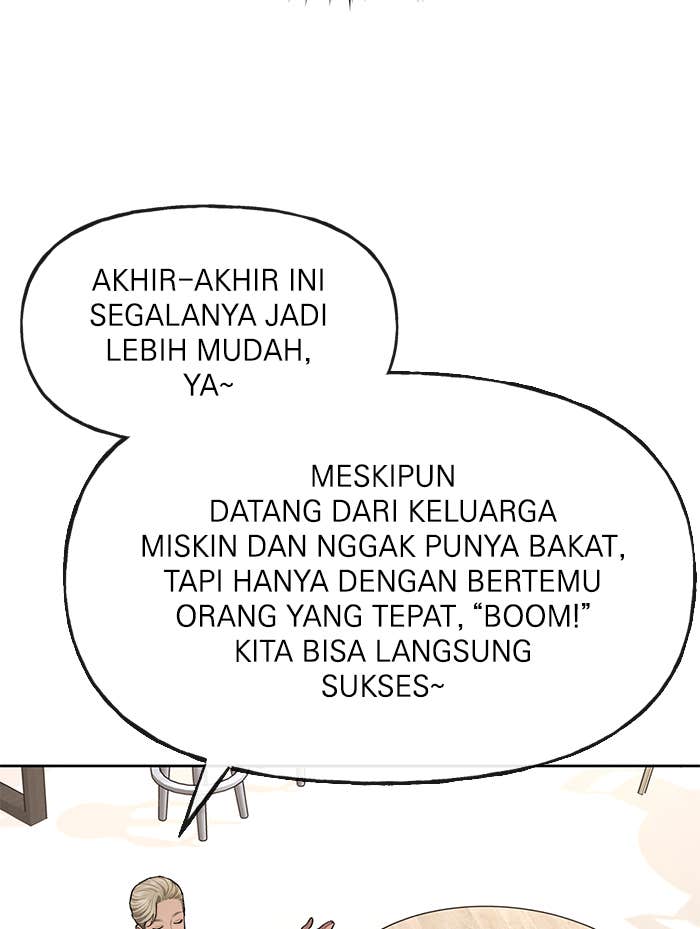 AKHIR-AKHIR INI
SEGALANYA JADI
LEBIH MUDAH,
YA~
MESKIPUN
DATANG DARI KELUARGA
MISKIN DAN NGGAK PUNYA BAKAT,
TAPI HANYA DENGAN BERTEMU
ORANG YANG TEPAT, “BOOM!”
KITA BISA LANGSUNG
SUKSES~